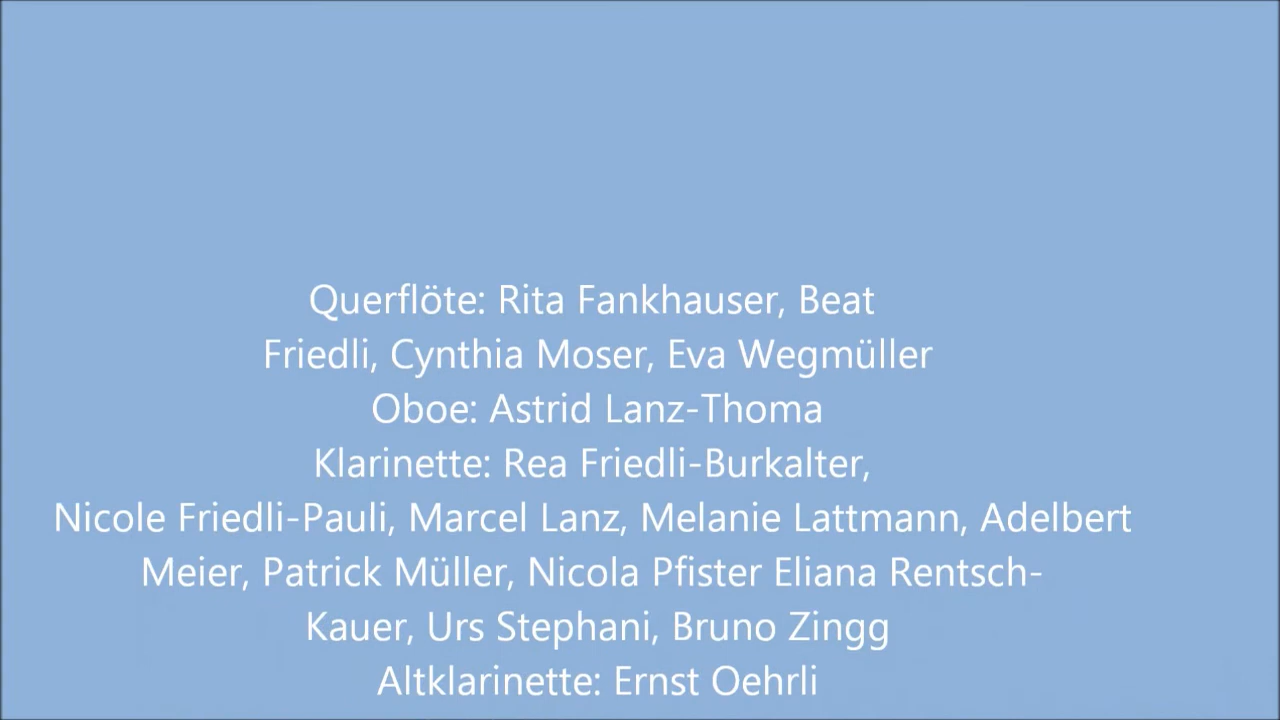 Querflöte: Rita Fankhauser, Beat
Friedli, Cynthia Moser, Eva Wegmüller
Oboe: Astrid Lanz-Thoma
Klarinette: Rea Friedli-Burkalter,
Nicole Friedli-Pauli, Marcel Lanz, Melanie Lattmann, Adelbert
Meier, Patrick Müller, Nicola Pfister Eliana Rentsch-
Kauer, Urs Stephani, Bruno Zingg
Altklarinette: Ernst Oehrli